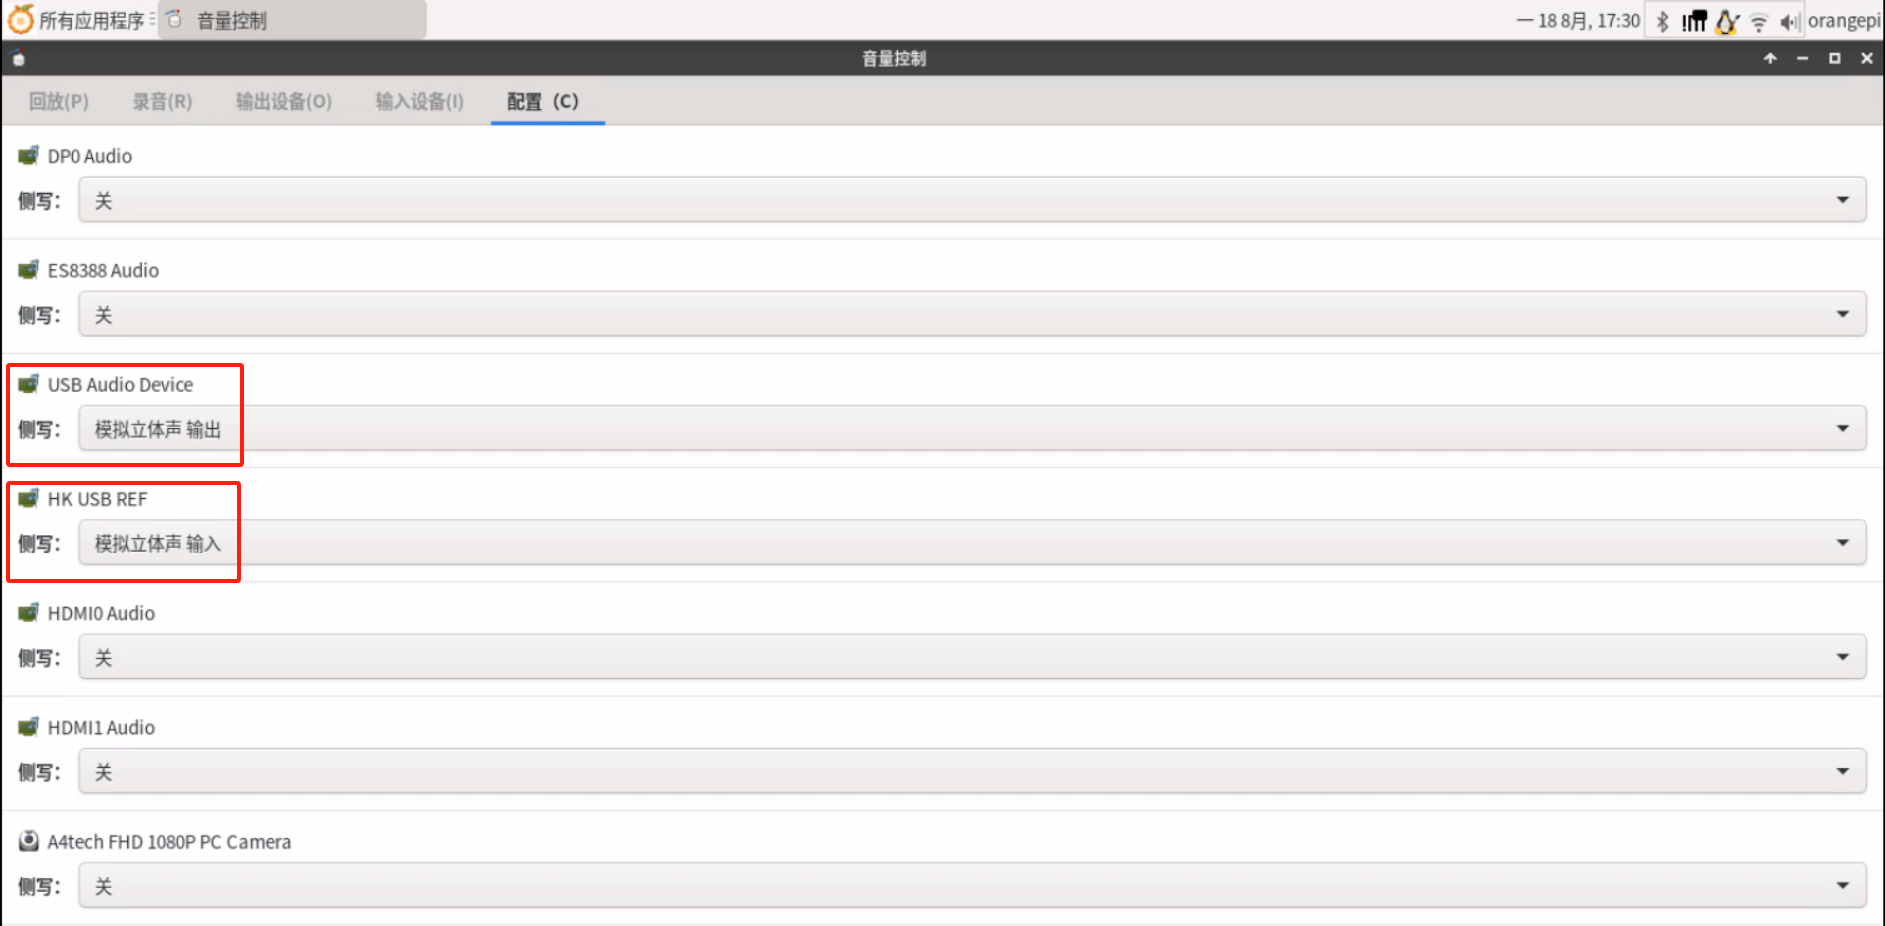 所有应用程序 音量控制 一 18 8月, 17:30 orangepi
音量控制
回放(P) 录音(R) 输出设备(O) 输入设备(I) 配置（C）
DP0 Audio
侧写： 关
ES8388 Audio
侧写： 关
USB Audio Device
侧写： 模拟立体声 输出
HK USB REF
侧写： 模拟立体声 输入
HDMI0 Audio
侧写： 关
HDMI1 Audio
侧写： 关
A4tech FHD 1080P PC Camera
侧写： 关